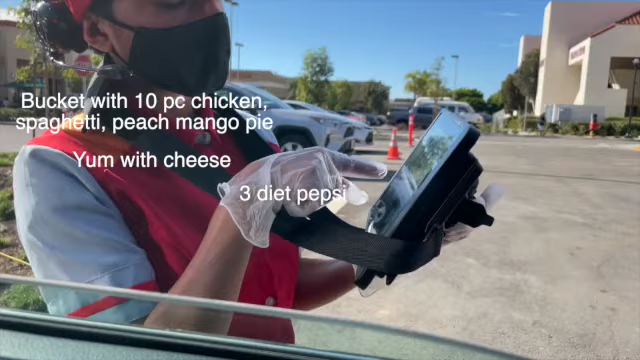 Bucket with 10 pc chicken,
spaghetti, peach mango pie
Yum with cheese
3 diet pepsi